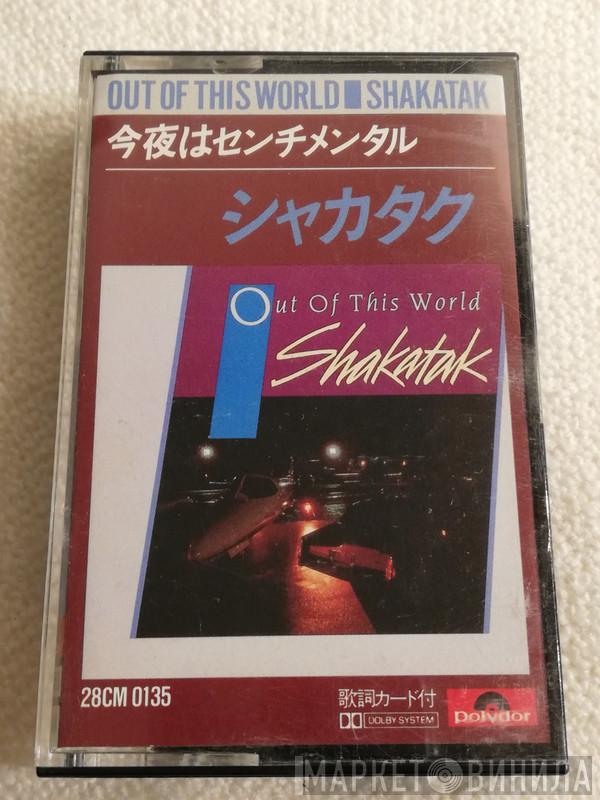 OUT OF THIS WORLD SHAKATAK
今夜はセンチメンタル
シャカタク
Out Of This World
Shakatak
28CM 0135
歌詞カード付
DOLBY SYSTEM
polydor
МАРКЕТ ВИНИЛА